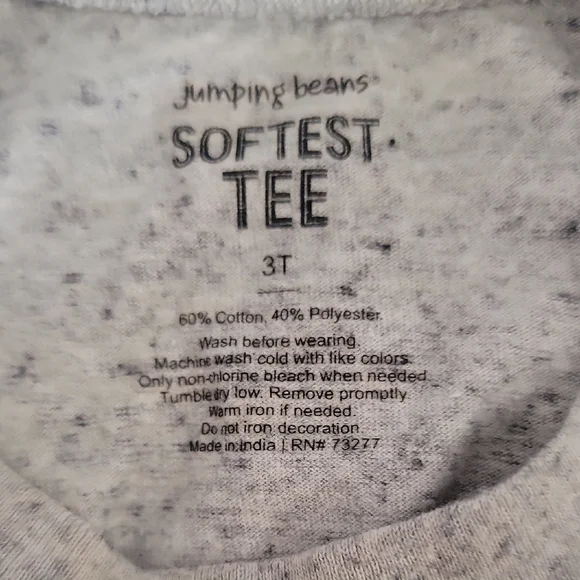 jumping beans®
SOFTEST
TEE
3T
60% Cotton, 40% Polyester.
Wash before wearing.
Machine wash cold with like colors.
Only non-chlorine bleach when needed.
Tumble dry low. Remove promptly.
Warm iron if needed.
Do not iron decoration.
Made in India | RN# 73277